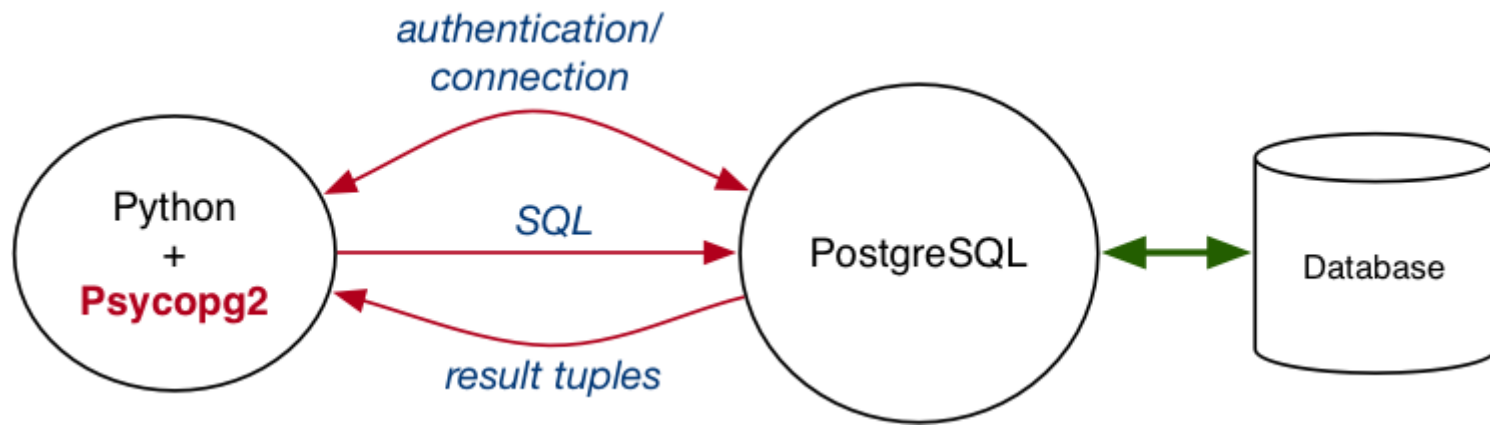 authentication/
connection
Python
+
Psycopg2
SQL
result tuples
PostgreSQL
Database